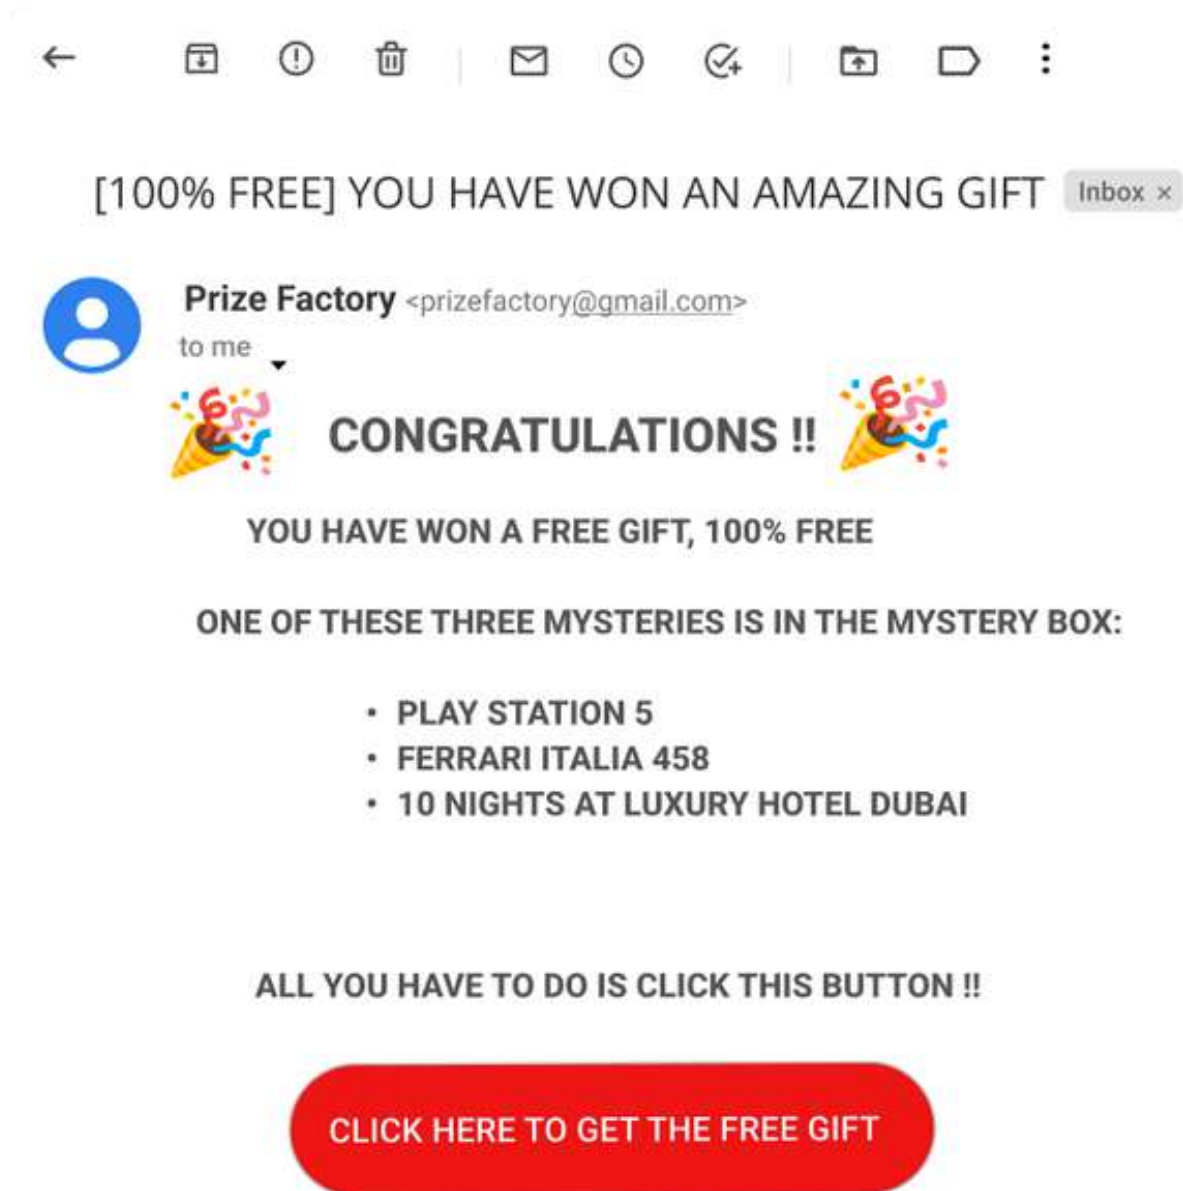 [100% FREE] YOU HAVE WON AN AMAZING GIFT Inbox ×
Prize Factory <prizefactory@gmail.com>
to me
CONGRATULATIONS !!
YOU HAVE WON A FREE GIFT, 100% FREE
ONE OF THESE THREE MYSTERIES IS IN THE MYSTERY BOX:
• PLAY STATION 5
• FERRARI ITALIA 458
• 10 NIGHTS AT LUXURY HOTEL DUBAI
ALL YOU HAVE TO DO IS CLICK THIS BUTTON !!
CLICK HERE TO GET THE FREE GIFT